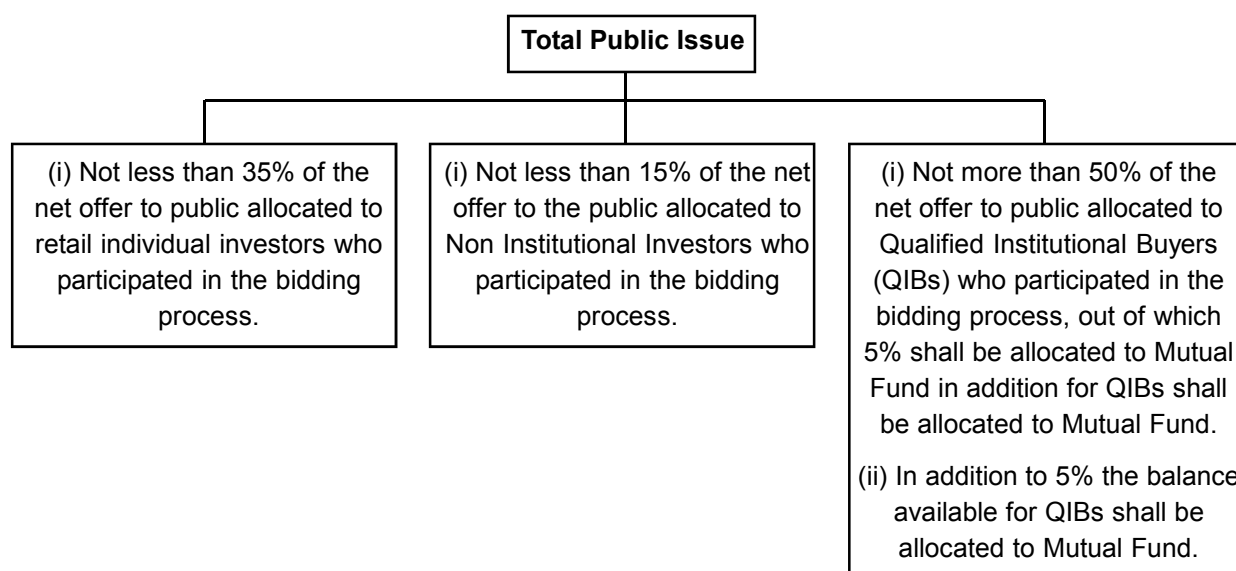 Total Public Issue
(i) Not less than 35% of the
net offer to public allocated to
retail individual investors who
participated in the bidding
process.
(i) Not less than 15% of the net
offer to the public allocated to
Non Institutional Investors who
participated in the bidding
process.
(i) Not more than 50% of the
net offer to public allocated to
Qualified Institutional Buyers
(QIBs) who participated in the
bidding process, out of which
5% shall be allocated to Mutual
Fund in addition for QIBs shall
be allocated to Mutual Fund.
(ii) In addition to 5% the balance
available for QIBs shall be
allocated to Mutual Fund.